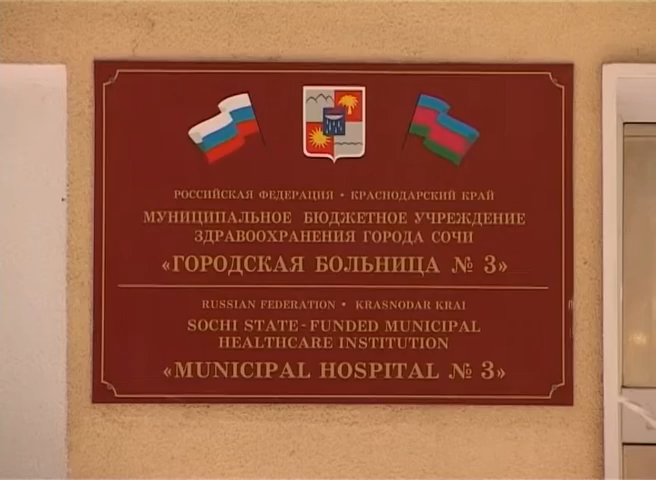 РОССИЙСКАЯ ФЕДЕРАЦИЯ • КРАСНОДАРСКИЙ КРАЙ
МУНИЦИПАЛЬНОЕ БЮДЖЕТНОЕ УЧРЕЖДЕНИЕ
ЗДРАВООХРАНЕНИЯ ГОРОДА СОЧИ
«ГОРОДСКАЯ БОЛЬНИЦА № 3»
RUSSIAN FEDERATION • KRASNODAR KRAI
SOCHI STATE-FUNDED MUNICIPAL
HEALTHCARE INSTITUTION
«MUNICIPAL HOSPITAL № 3»